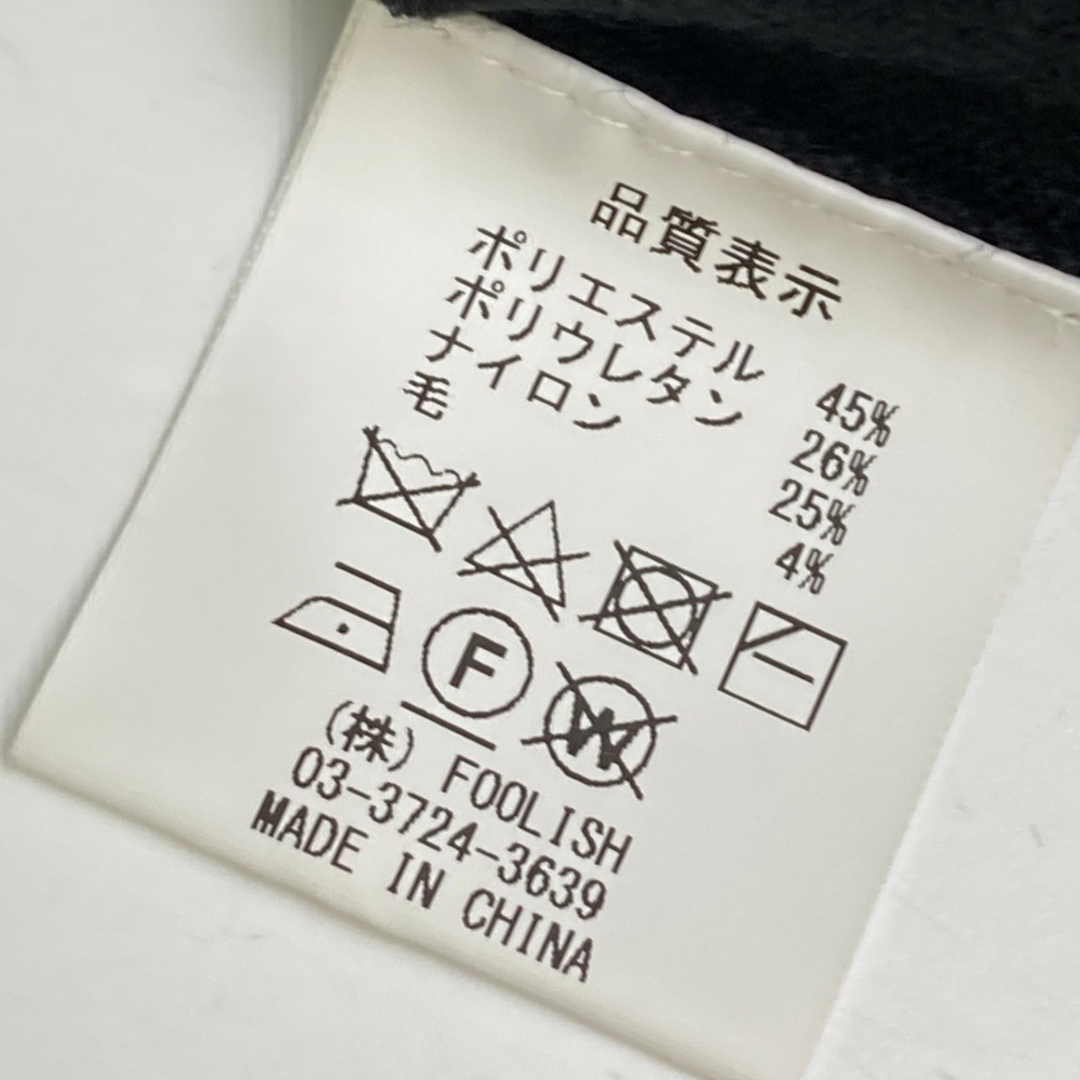 品質表示
ポリエステル 45%
ポリウレタン 26%
ナイロン 25%
毛 4%
F W
(株) FOOLISH
03-3724-3639
MADE IN CHINA